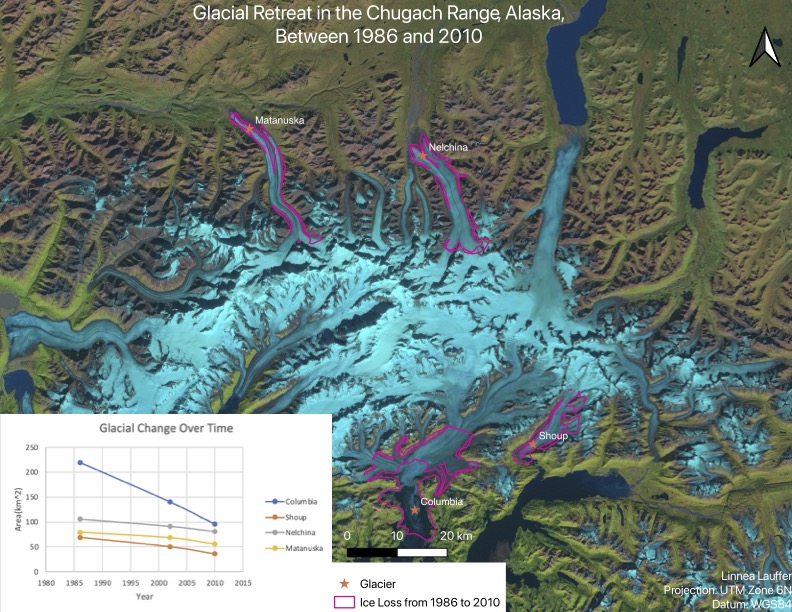 Glacial Retreat in the Chugach Range, Alaska,
Between 1986 and 2010
Matanuska
Nelchina
Shoup
Columbia
0 10 20 km
Glacial Change Over Time
Area(km^2)
250
200
150
100
50
0
1980 1985 1990 1995 2000 2005 2010 2015
Year
Columbia
Shoup
Nelchina
Matanuska
Glacier
Ice Loss from 1986 to 2010
Linnea Lauffer
Projection: UTM Zone 6N
Datum: WGS84